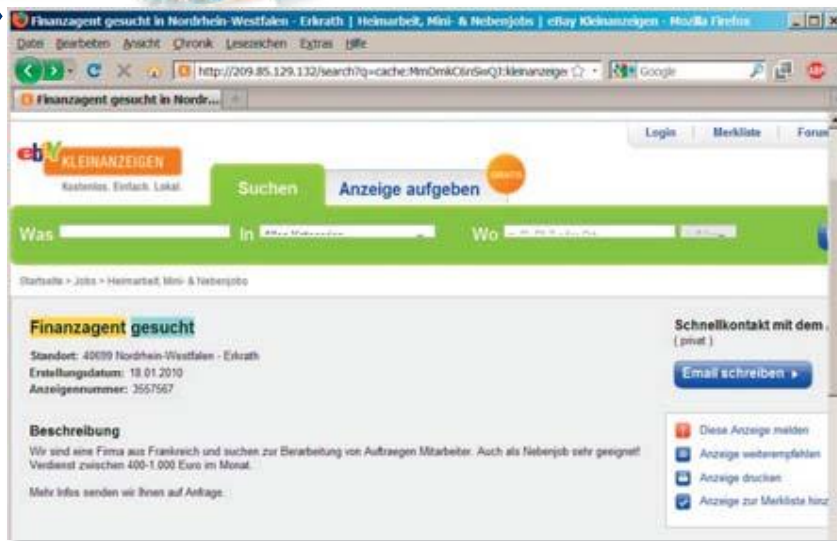 Finanzagent gesucht in Nordrhein-Westfalen - Erkrath | Heimarbeit, Mini- & Nebenjobs | eBay Kleinanzeigen - Mozilla Firefox
Datei Bearbeiten Ansicht Chronik Lesezeichen Extras Hilfe
http://209.85.129.132/search?q=cache: Google
Finanzagent gesucht in Nordr...
Login Merkliste Forum
ebay KLEINANZEIGEN
Kostenlos. Einfach. Lokal.
Suchen Anzeige aufgeben
Was In Wo
Startseite > Jobs > Heimarbeit, Mini- & Nebenjobs
Finanzagent gesucht
Standort: 40699 Nordrhein-Westfalen - Erkrath
Erstellungsdatum: 18.01.2010
Anzeigennummer: 3557567
Beschreibung
Wir sind eine Firma aus Frankreich und suchen zur Berarbeitung von Auftraegen Mitarbeiter. Auch als Nebenjob sehr geeignet!
Verdienst zwischen 400-1.000 Euro im Monat.
Mehr Infos senden wir Ihnen auf Anfrage.
Schnellkontakt mit dem
( privat )
Email schreiben
Diese Anzeige melden
Anzeige weiterempfehlen
Anzeige drucken
Anzeige zur Merkliste hinz